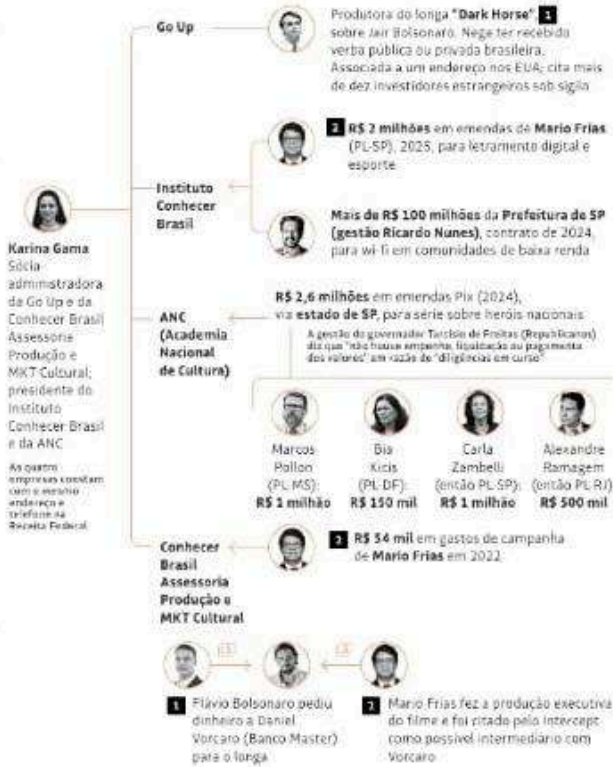 Go Up
Produtora do longa "Dark Horse", 1
sobre Jair Bolsonaro. Nega ter recebido
verba pública ou privada brasileira.
Associada a um endereço nos EUA; cita mais
de dez investidores estrangeiros sob sigilo
Instituto
Conhecer
Brasil
2 R$ 2 milhões em emendas de Mario Frias
(PL-SP), 2025, para letramento digital e
esporte
Mais de R$ 100 milhões da Prefeitura de SP
(gestão Ricardo Nunes), contrato de 2024,
para wi-fi em comunidades de baixa renda
Karina Gama
Sócia-
administradora
da Go Up e da
Conhecer Brasil
Assessoria
Produção e
MKT Cultural;
presidente do
Instituto
Conhecer Brasil
e da ANC
As quatro
empresas constam
com o mesmo
endereço e
telefone na
Receita Federal
ANC
(Academia
Nacional
de Cultura)
R$ 2,6 milhões em emendas Pix (2024),
via estado de SP, para série sobre heróis nacionais
A gestão do governador Tarcísio de Freitas (Republicanos)
diz que "não houve empenho, liquidação ou pagamento
dos valores" em razão de "diligências em curso"
Marcos
Pollon
(PL-MS):
R$ 1 milhão
Bia
Kicis
(PL-DF):
R$ 150 mil
Carla
Zambelli
(então PL-SP):
R$ 1 milhão
Alexandre
Ramagem
(então PL-RJ)
R$ 500 mil
Conhecer
Brasil
Assessoria
Produção e
MKT Cultural
2 R$ 54 mil em gastos de campanha
de Mario Frias em 2022
1 Flávio Bolsonaro pediu
dinheiro a Daniel
Vorcaro (Banco Master)
para o longa
2 Mario Frias fez a produção executiva
do filme e foi citado pelo Intercept
como possível intermediário com
Vorcaro